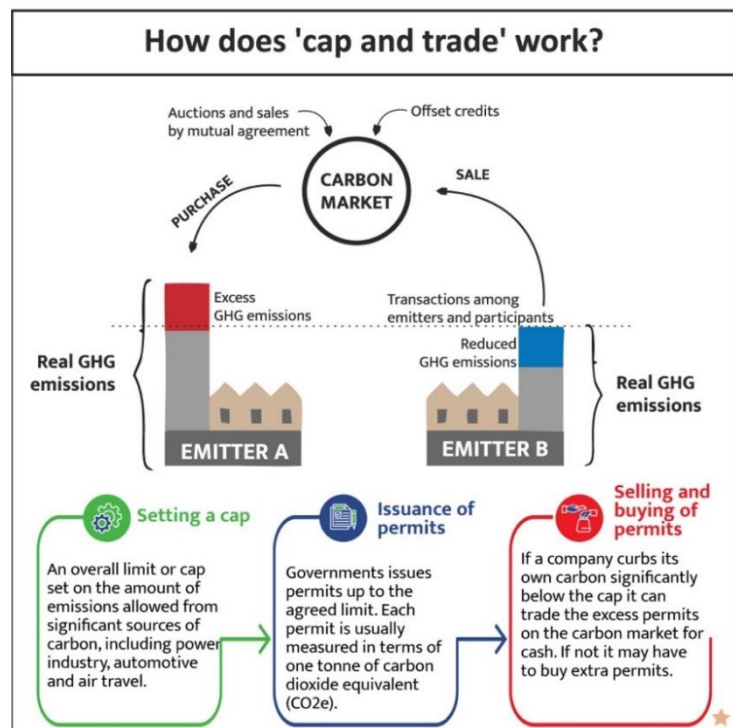 How does 'cap and trade' work?
Auctions and sales
by mutual agreement
Offset credits
CARBON
MARKET
PURCHASE
SALE
Excess
GHG emissions
Transactions among
emitters and participants
Reduced
GHG emissions
Real GHG
emissions
Real GHG
emissions
EMITTER A
EMITTER B
Setting a cap
An overall limit or cap
set on the amount of
emissions allowed from
significant sources of
carbon, including power
industry, automotive
and air travel.
Issuance of
permits
Governments issues
permits up to the
agreed limit. Each
permit is usually
measured in terms of
one tonne of carbon
dioxide equivalent
(CO2e).
Selling and
buying of
permits
If a company curbs its
own carbon significantly
below the cap it can
trade the excess permits
on the carbon market for
cash. If not it may have
to buy extra permits.